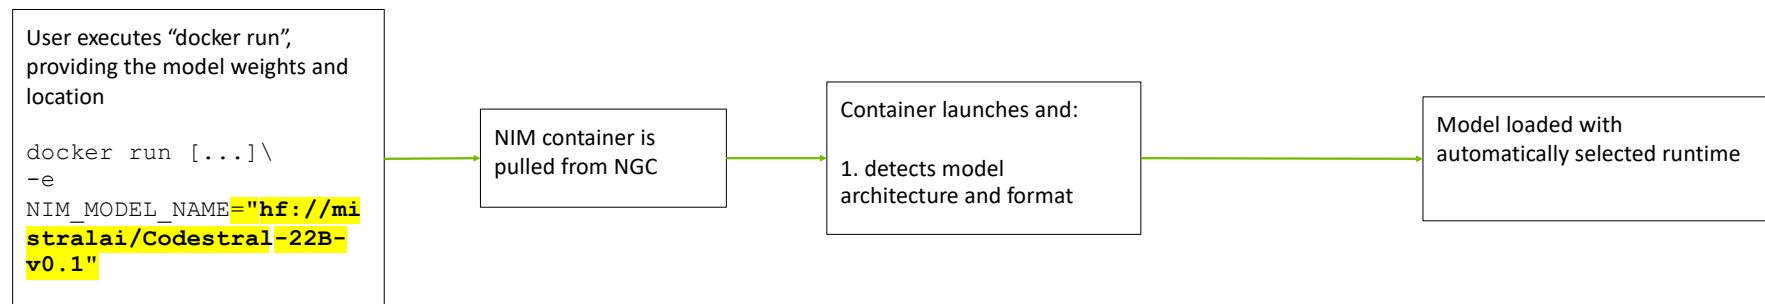 User executes “docker run”,
providing the model weights and
location
docker run [...]\
-e
NIM_MODEL_NAME="hf://mi
stralai/Codestral-22B-
v0.1"
NIM container is
pulled from NGC
Container launches and:
1. detects model
architecture and format
Model loaded with
automatically selected runtime